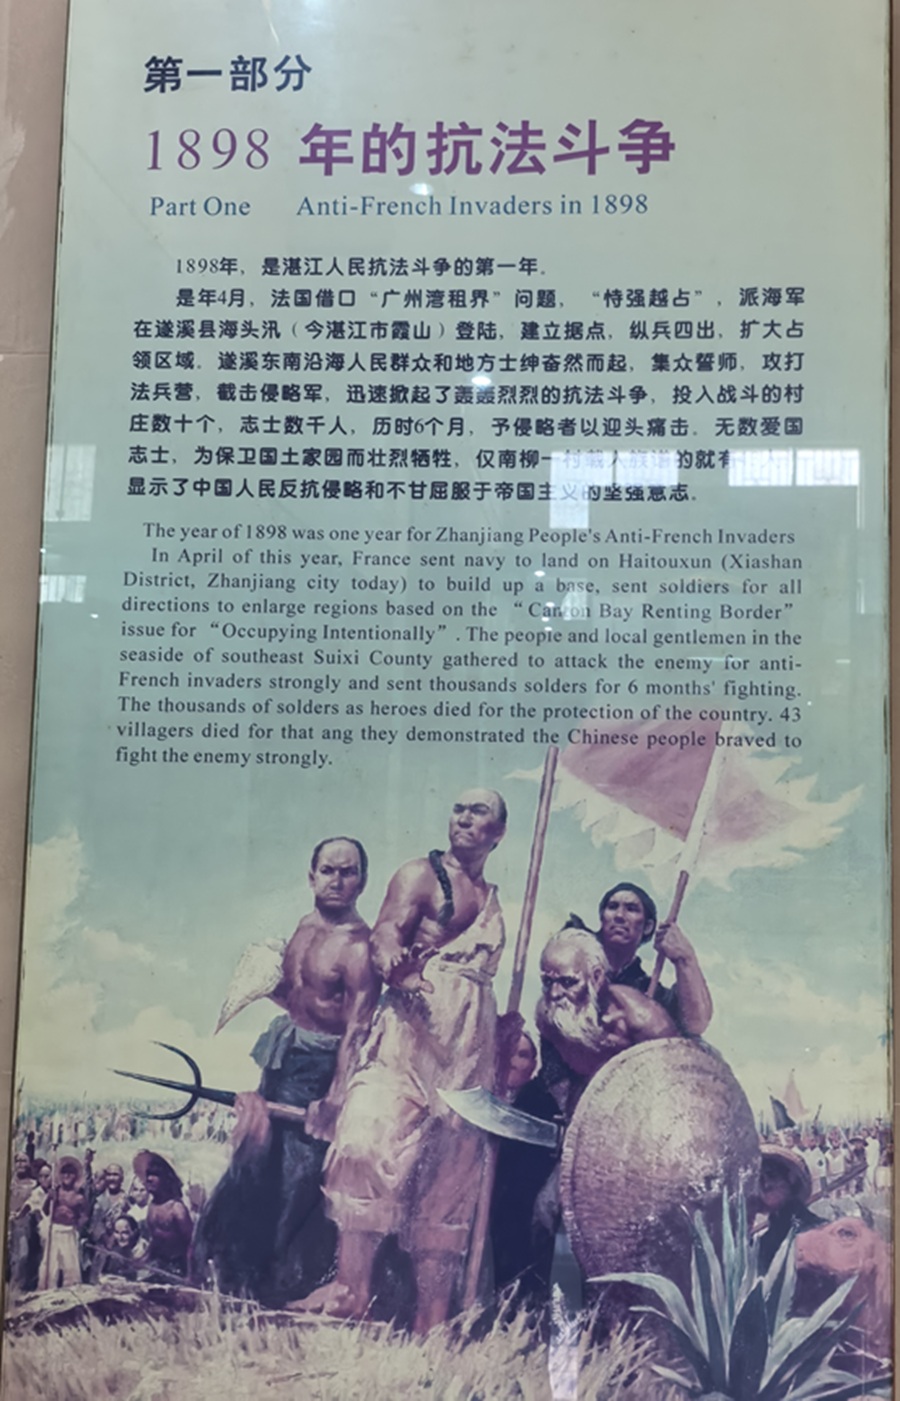 第一部分
1898 年的抗法斗争
Part One Anti-French Invaders in 1898
1898年，是湛江人民抗法斗争的第一年。
是年4月，法国借口“广州湾租界”问题，“恃强越占”，派海军
在遂溪县海头汛（今湛江市霞山）登陆，建立据点，纵兵四出，扩大占
领区域。遂溪东南沿海人民群众和地方士绅奋然而起，集众誓师，攻打
法兵营，截击侵略军，迅速掀起了轰轰烈烈的抗法斗争，投入战斗的村
庄数十个，志士数千人，历时6个月，予侵略者以迎头痛击。无数爱国
志士，为保卫国土家园而壮烈牺牲，仅南柳一村载入族谱的就有
显示了中国人民反抗侵略和不甘屈服于帝国主义的坚强意志。
The year of 1898 was one year for Zhanjiang People's Anti-French Invaders
In April of this year, France sent navy to land on Haitouxun (Xiashan
District, Zhanjiang city today) to build up a base, sent soldiers for all
directions to enlarge regions based on the “Canton Bay Renting Border”
issue for “Occupying Intentionally”. The people and local gentlemen in the
seaside of southeast Suixi County gathered to attack the enemy for anti-
French invaders strongly and sent thousands solders for 6 months' fighting.
The thousands of solders as heroes died for the protection of the country. 43
villagers died for that ang they demonstrated the Chinese people braved to
fight the enemy strongly.